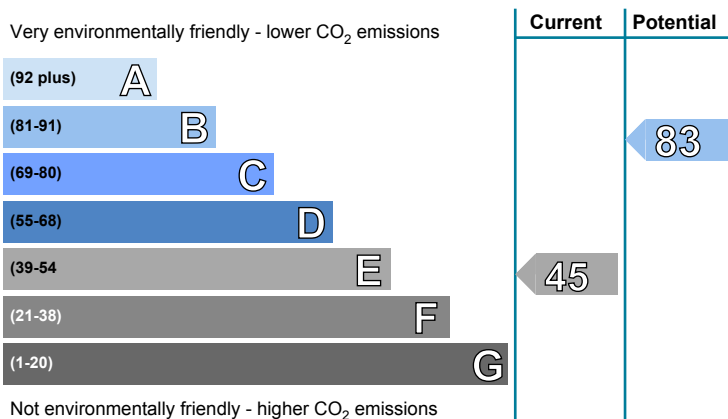 Current Potential
Very environmentally friendly - lower CO2 emissions
(92 plus) A
(81-91) B
83
(69-80) C
(55-68) D
(39-54 E
45
(21-38) F
(1-20) G
Not environmentally friendly - higher CO2 emissions